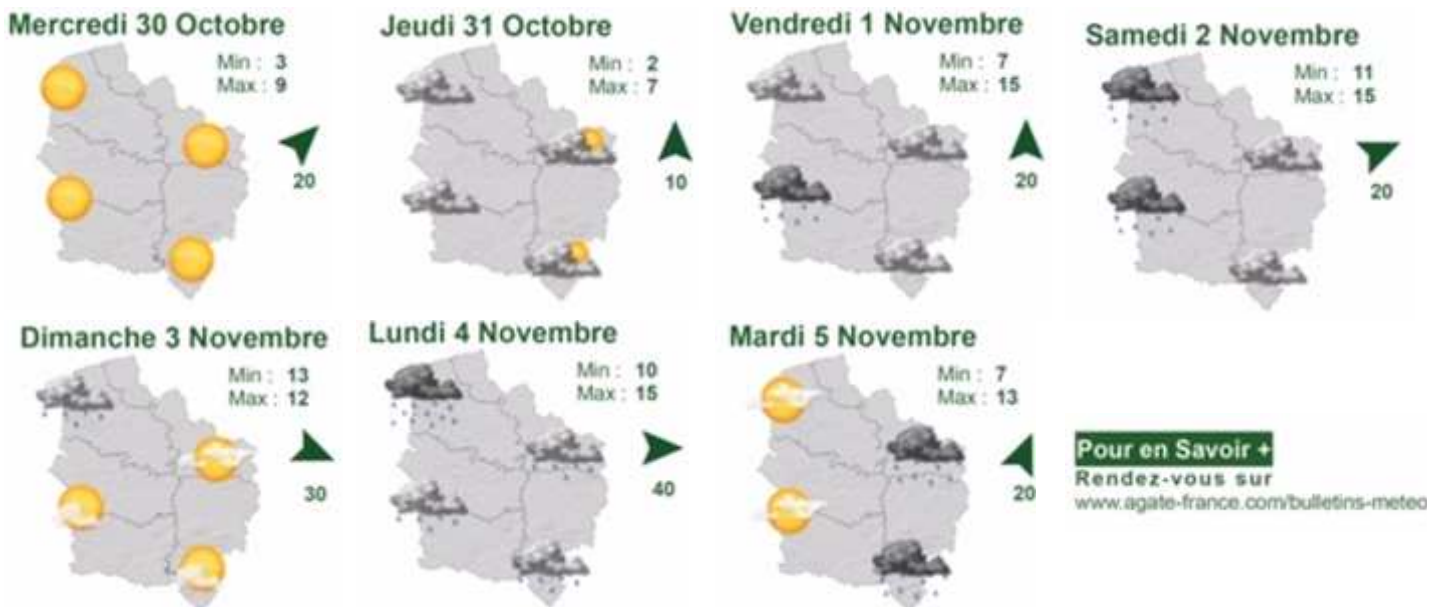 Mercredi 30 Octobre
Min : 3
Max : 9
20
Jeudi 31 Octobre
Min : 2
Max : 7
10
Vendredi 1 Novembre
Min : 7
Max : 15
20
Samedi 2 Novembre
Min : 11
Max : 15
20
Dimanche 3 Novembre
Min : 13
Max : 12
30
Lundi 4 Novembre
Min : 10
Max : 15
40
Mardi 5 Novembre
Min : 7
Max : 13
20
Pour en Savoir +
Rendez-vous sur
www.agate-france.com/bulletins-meteo